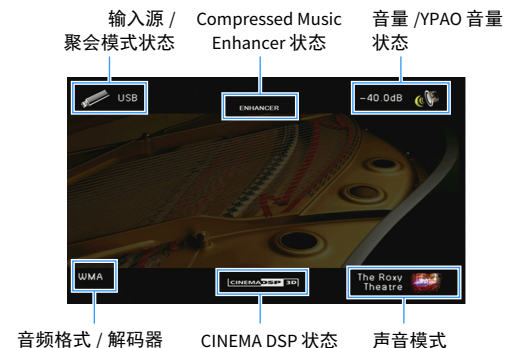 输入源 /
聚会模式状态
Compressed Music
Enhancer 状态
音量 /YPAO 音量
状态
USB
ENHANCER
-40.0dB
WMA
CINEMA DSP 3D
The Roxy
Theatre
音频格式 / 解码器
CINEMA DSP 状态
声音模式